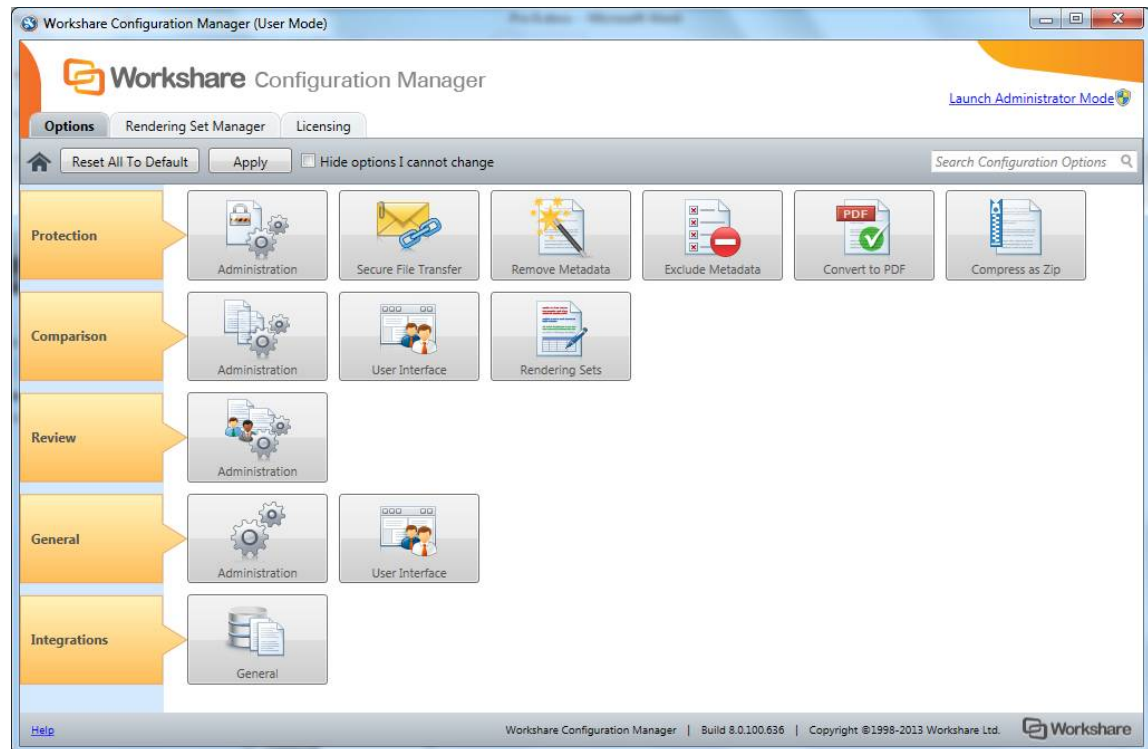 Workshare Configuration Manager (User Mode)
Workshare Configuration Manager
Launch Administrator Mode
Options Rendering Set Manager Licensing
Reset All To Default Apply Hide options I cannot change Search Configuration Options
Protection
Administration Secure File Transfer Remove Metadata Exclude Metadata Convert to PDF Compress as Zip
PDF
Comparison
Administration User Interface Rendering Sets
Review
Administration
General
Administration User Interface
Integrations
General
Help Workshare Configuration Manager | Build 8.0.100.636 | Copyright ©1998-2013 Workshare Ltd. Workshare